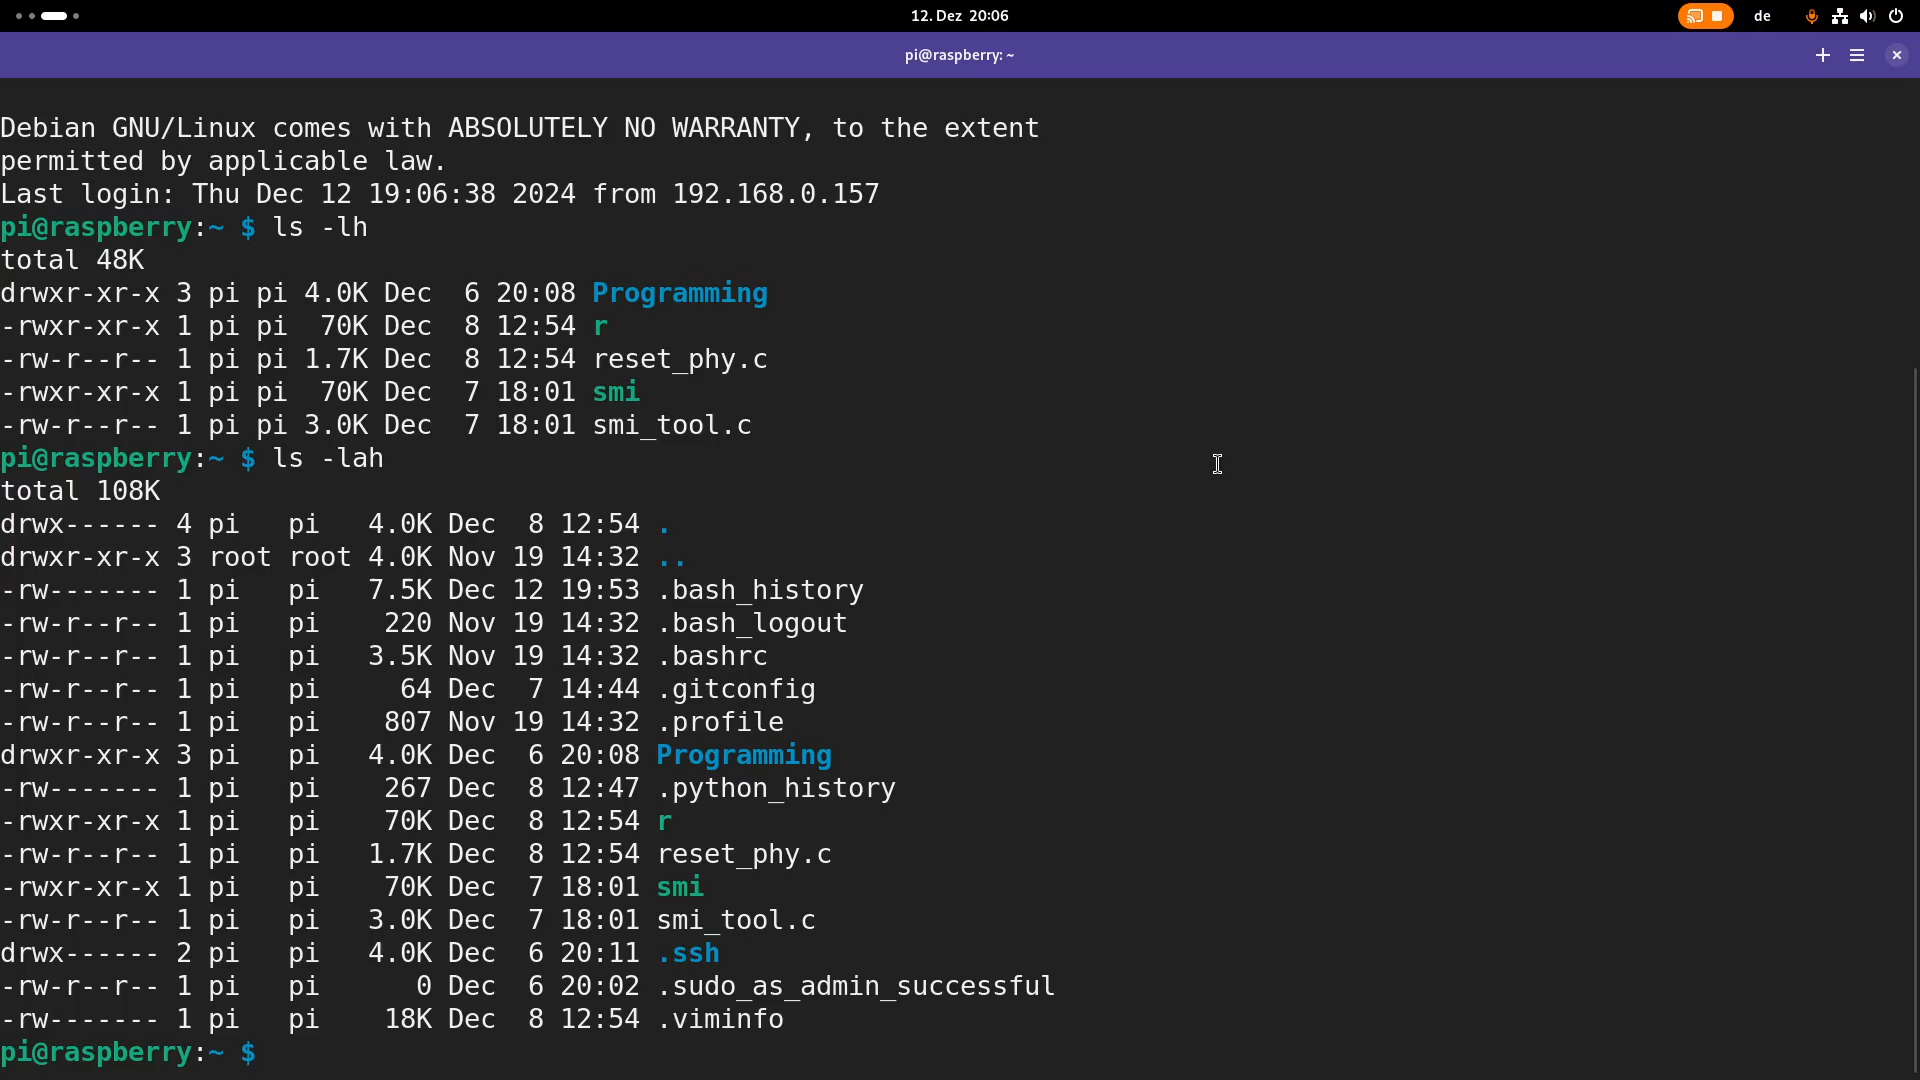 12. Dez 20:06
de
pi@raspberry: ~
Debian GNU/Linux comes with ABSOLUTELY NO WARRANTY, to the extent
permitted by applicable law.
Last login: Thu Dec 12 19:06:38 2024 from 192.168.0.157
pi@raspberry:~ $ ls -lh
total 48K
drwxr-xr-x 3 pi pi 4.0K Dec  6 20:08 Programming
-rwxr-xr-x 1 pi pi  70K Dec  8 12:54 r
-rw-r--r-- 1 pi pi 1.7K Dec  8 12:54 reset_phy.c
-rwxr-xr-x 1 pi pi  70K Dec  7 18:01 smi
-rw-r--r-- 1 pi pi 3.0K Dec  7 18:01 smi_tool.c
pi@raspberry:~ $ ls -lah
total 108K
drwx------ 4 pi   pi   4.0K Dec  8 12:54 .
drwxr-xr-x 3 root root 4.0K Nov 19 14:32 ..
-rw------- 1 pi   pi   7.5K Dec 12 19:53 .bash_history
-rw-r--r-- 1 pi   pi    220 Nov 19 14:32 .bash_logout
-rw-r--r-- 1 pi   pi   3.5K Nov 19 14:32 .bashrc
-rw-r--r-- 1 pi   pi     64 Dec  7 14:44 .gitconfig
-rw-r--r-- 1 pi   pi    807 Nov 19 14:32 .profile
drwxr-xr-x 3 pi   pi   4.0K Dec  6 20:08 Programming
-rw------- 1 pi   pi    267 Dec  8 12:47 .python_history
-rwxr-xr-x 1 pi   pi    70K Dec  8 12:54 r
-rw-r--r-- 1 pi   pi   1.7K Dec  8 12:54 reset_phy.c
-rwxr-xr-x 1 pi   pi    70K Dec  7 18:01 smi
-rw-r--r-- 1 pi   pi   3.0K Dec  7 18:01 smi_tool.c
drwx------ 2 pi   pi   4.0K Dec  6 20:11 .ssh
-rw-r--r-- 1 pi   pi      0 Dec  6 20:02 .sudo_as_admin_successful
-rw------- 1 pi   pi    18K Dec  8 12:54 .viminfo
pi@raspberry:~ $